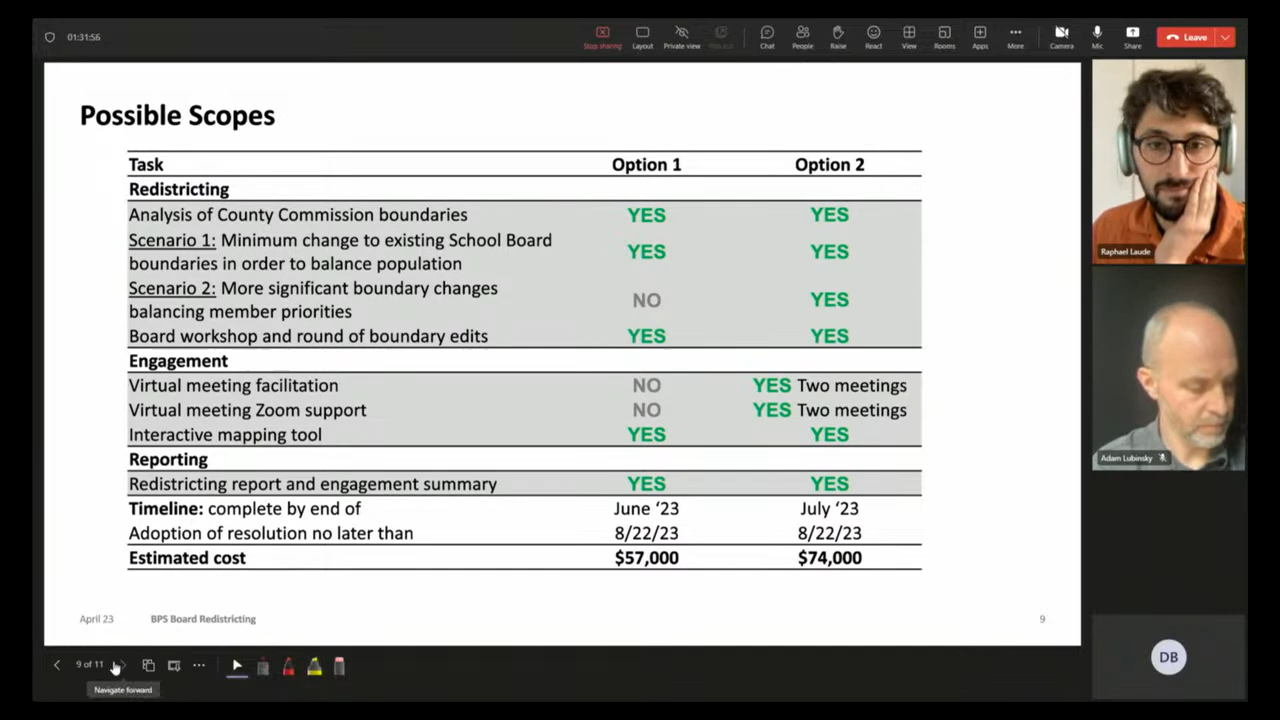 01:31:56
Stop sharing
Layout
Private view
Chat
People
Raise
React
View
Rooms
Apps
More
Camera
Mic
Share
Leave
Possible Scopes
Task Option 1 Option 2
Redistricting
Analysis of County Commission boundaries YES YES
Scenario 1: Minimum change to existing School Board
boundaries in order to balance population YES YES
Scenario 2: More significant boundary changes
balancing member priorities NO YES
Board workshop and round of boundary edits YES YES
Engagement
Virtual meeting facilitation NO YES Two meetings
Virtual meeting Zoom support NO YES Two meetings
Interactive mapping tool YES YES
Reporting
Redistricting report and engagement summary YES YES
Timeline: complete by end of June ‘23 July ‘23
Adoption of resolution no later than 8/22/23 8/22/23
Estimated cost $57,000 $74,000
April 23 BPS Board Redistricting 9
9 of 11
Navigate forward
Raphael Laude
Adam Lubinsky
DB